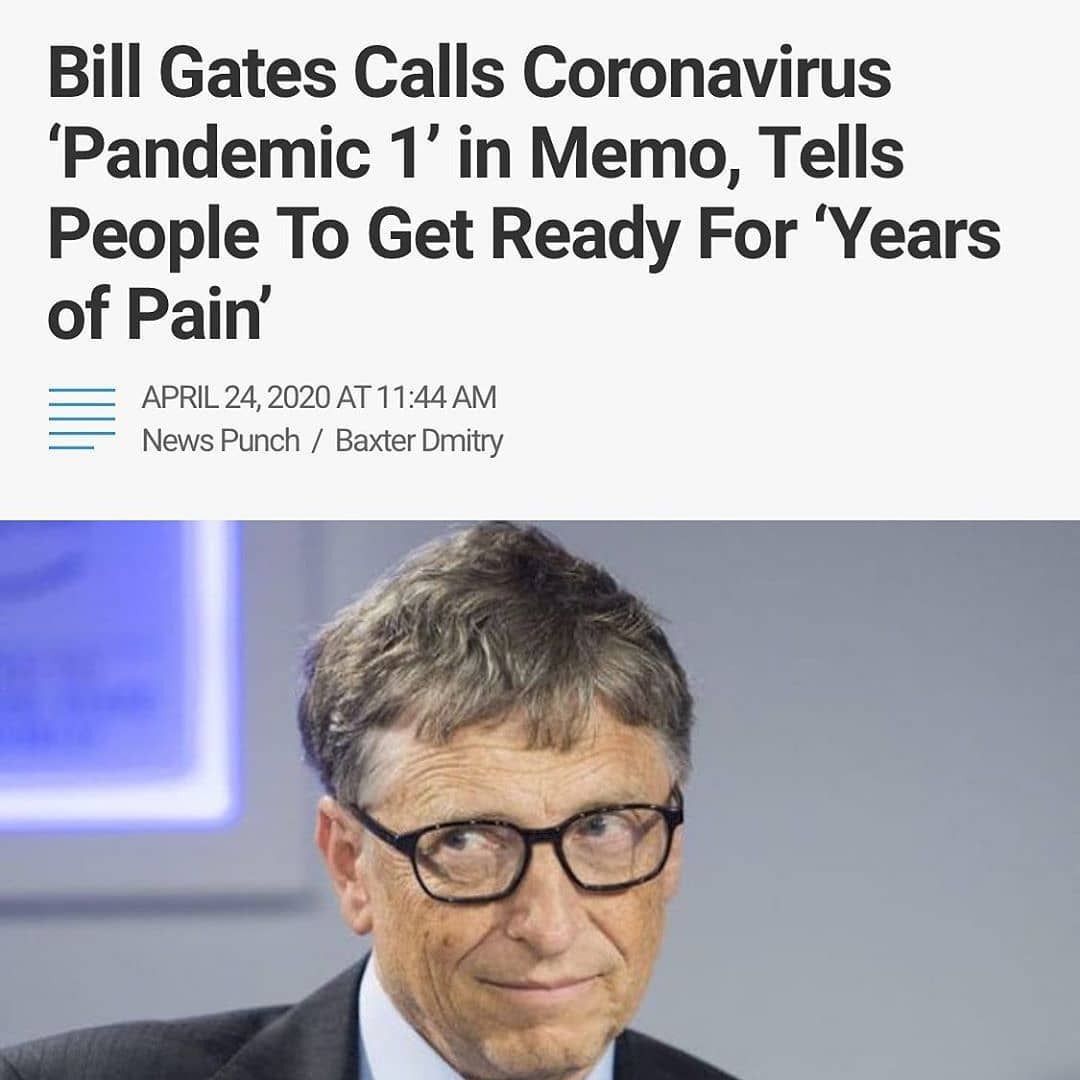 Bill Gates Calls Coronavirus
‘Pandemic 1’ in Memo, Tells
People To Get Ready For ‘Years
of Pain’
APRIL 24, 2020 AT 11:44 AM
News Punch / Baxter Dmitry